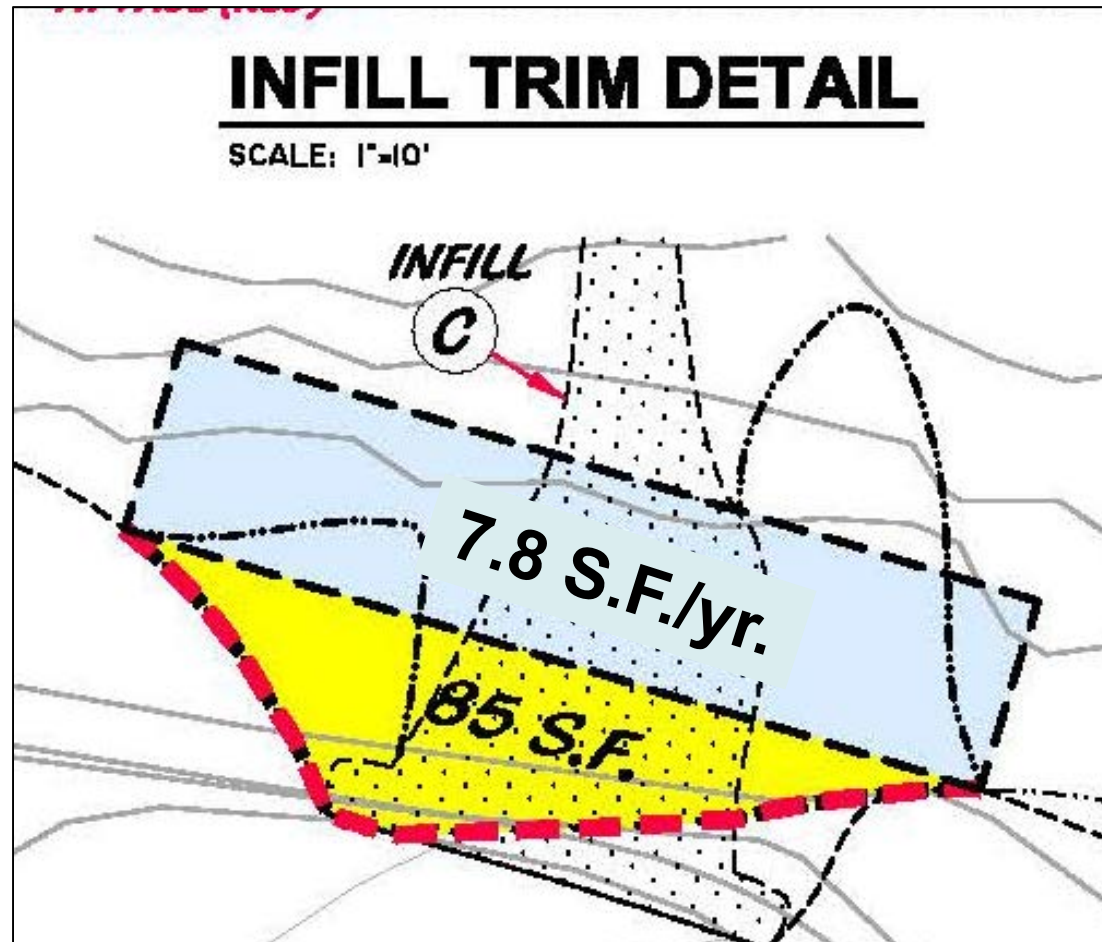 INFILL TRIM DETAIL
SCALE: 1"=10'
INFILL
C
7.8 S.F./yr.
85 S.F.